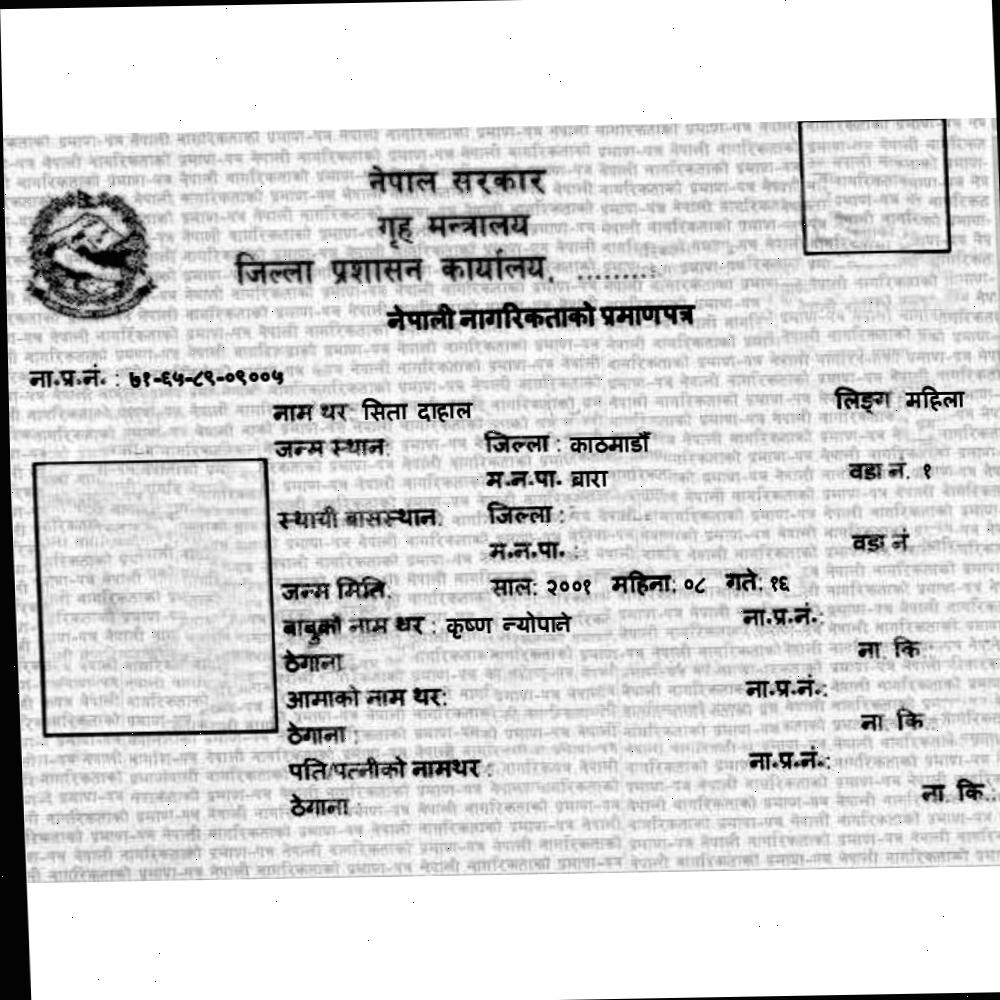 नेपाल सरकार
गृह मन्त्रालय
जिल्ला प्रशासन कार्यालय, .........
नेपाली नागरिकताको प्रमाणपत्र
ना.प्र.नं. : ७१-६५-८९-०९००५
नाम थर: सिता दाहाल लिङ्ग महिला
जन्म स्थान: जिल्ला : काठमाडौं
म.न.पा. ब्रारा वडा नं. १
स्थायी बासस्थान: जिल्ला :
म.न.पा. : वडा नं
जन्म मिति: साल: २००१ महिना: ०८ गते: १६
बाबुको नाम थर : कृष्ण न्योपाने ना.प्र.नं.:
ठेगाना ना. कि.:
आमाको नाम थर: ना.प्र.नं.:
ठेगाना : ना. कि.:
पति/पत्नीको नामथर : ना.प्र.नं.:
ठेगाना : ना. कि.: